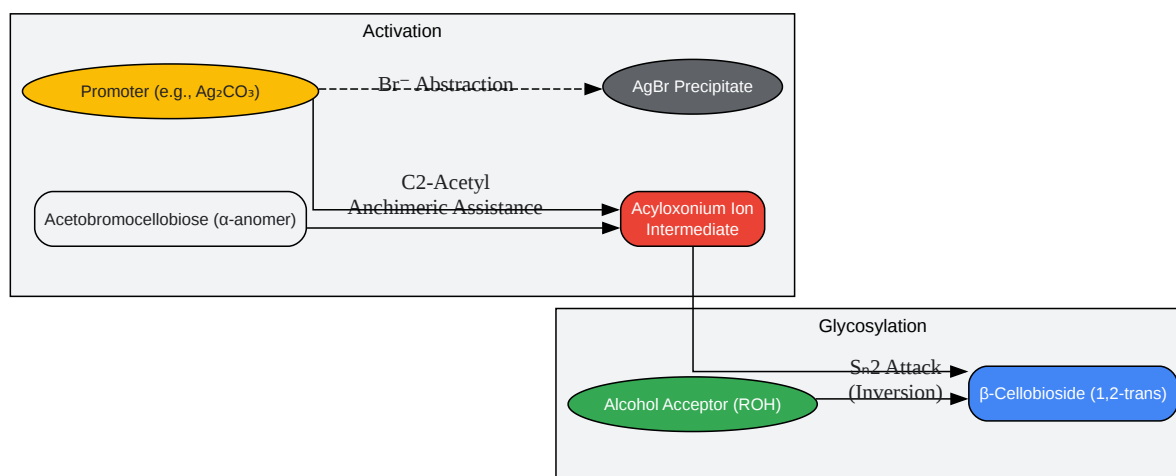 Activation
Promoter (e.g., Ag₂CO₃)
Br⁻ Abstraction
AgBr Precipitate
C2-Acetyl
Anchimeric Assistance
Acetobromocellobiose (α-anomer)
Acyloxonium Ion
Intermediate
Glycosylation
Sₙ2 Attack
(Inversion)
Alcohol Acceptor (ROH)
β-Cellobioside (1,2-trans)